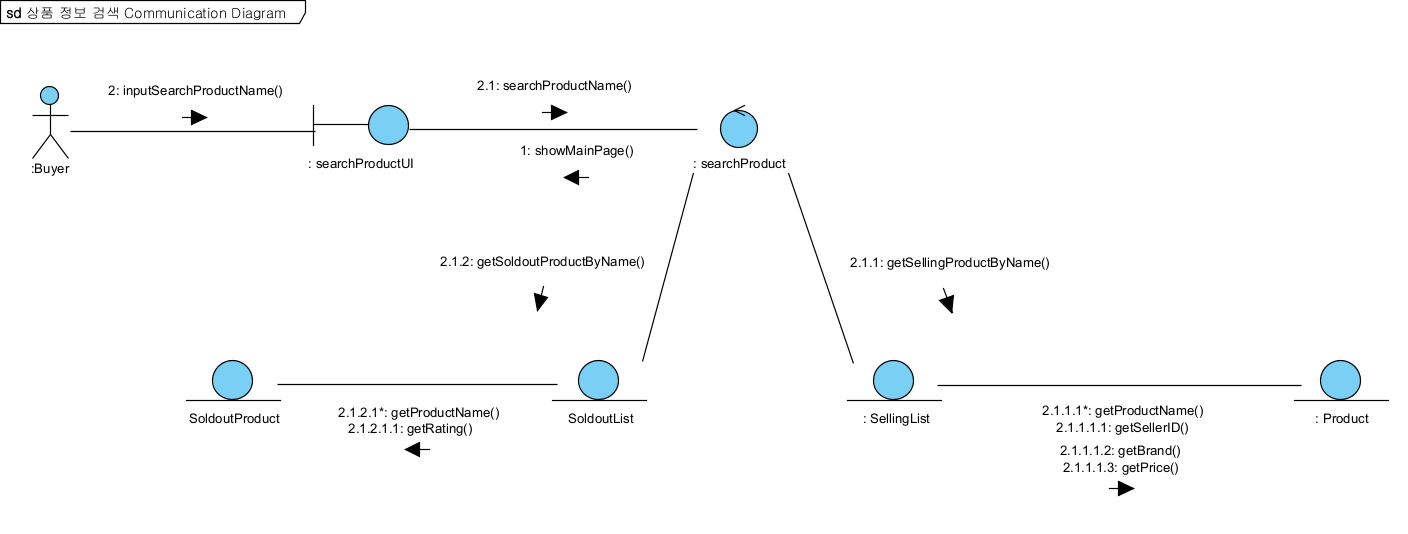 sd 상품 정보 검색 Communication Diagram
2: inputSearchProductName()
2.1: searchProductName()
1: showMainPage()
:Buyer
: searchProductUI
: searchProduct
2.1.2: getSoldoutProductByName()
2.1.1: getSellingProductByName()
SoldoutProduct
2.1.2.1*: getProductName()
2.1.2.1.1: getRating()
SoldoutList
: SellingList
2.1.1.1*: getProductName()
2.1.1.1.1: getSellerID()
2.1.1.1.2: getBrand()
2.1.1.1.3: getPrice()
: Product